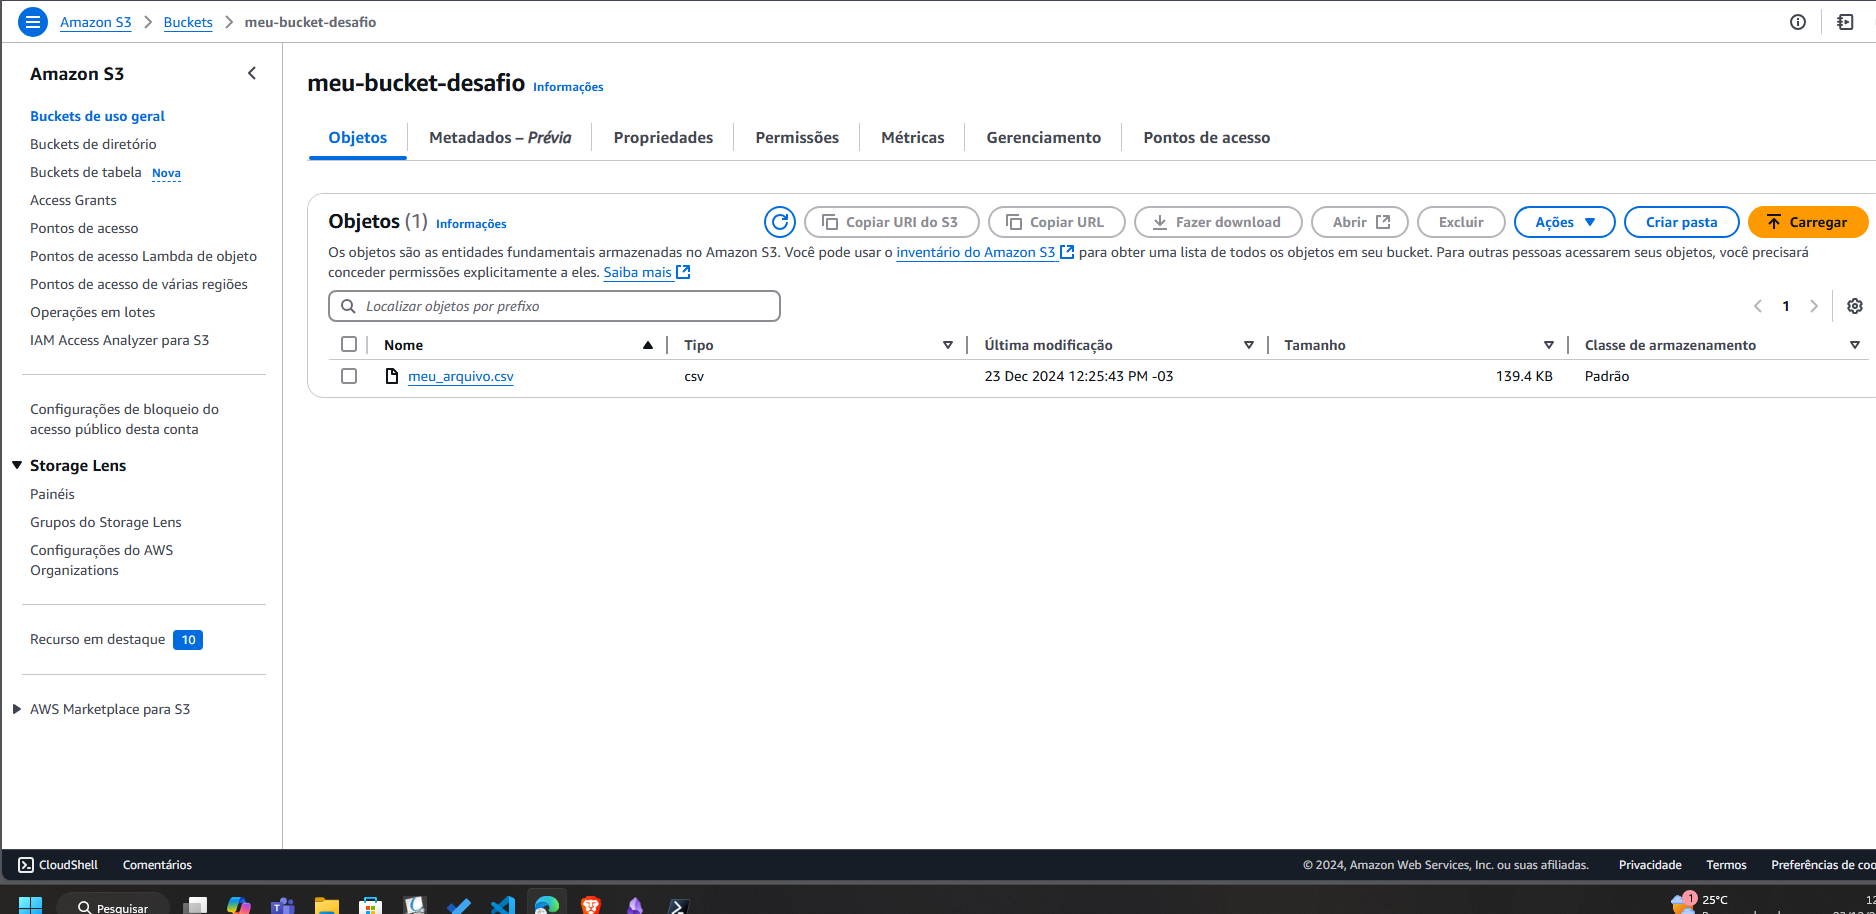 Amazon S3 > Buckets > meu-bucket-desafio
Amazon S3
Buckets de uso geral
Buckets de diretório
Buckets de tabela Nova
Access Grants
Pontos de acesso
Pontos de acesso Lambda de objeto
Pontos de acesso de várias regiões
Operações em lotes
IAM Access Analyzer para S3
Configurações de bloqueio do
acesso público desta conta
Storage Lens
Painéis
Grupos do Storage Lens
Configurações do AWS
Organizations
Recurso em destaque 10
AWS Marketplace para S3
meu-bucket-desafio Informações
Objetos Metadados – Prévia Propriedades Permissões Métricas Gerenciamento Pontos de acesso
Objetos (1) Informações Copiar URI do S3 Copiar URL Fazer download Abrir Excluir Ações Criar pasta Carregar
Os objetos são as entidades fundamentais armazenadas no Amazon S3. Você pode usar o inventário do Amazon S3 para obter uma lista de todos os objetos em seu bucket. Para outras pessoas acessarem seus objetos, você precisará
conceder permissões explicitamente a eles. Saiba mais
Localizar objetos por prefixo
1
Nome Tipo Última modificação Tamanho Classe de armazenamento
meu_arquivo.csv csv 23 Dec 2024 12:25:43 PM -03 139.4 KB Padrão
CloudShell Comentários © 2024, Amazon Web Services, Inc. ou suas afiliadas. Privacidade Termos Preferências de coo
Pesquisar 1 25°C